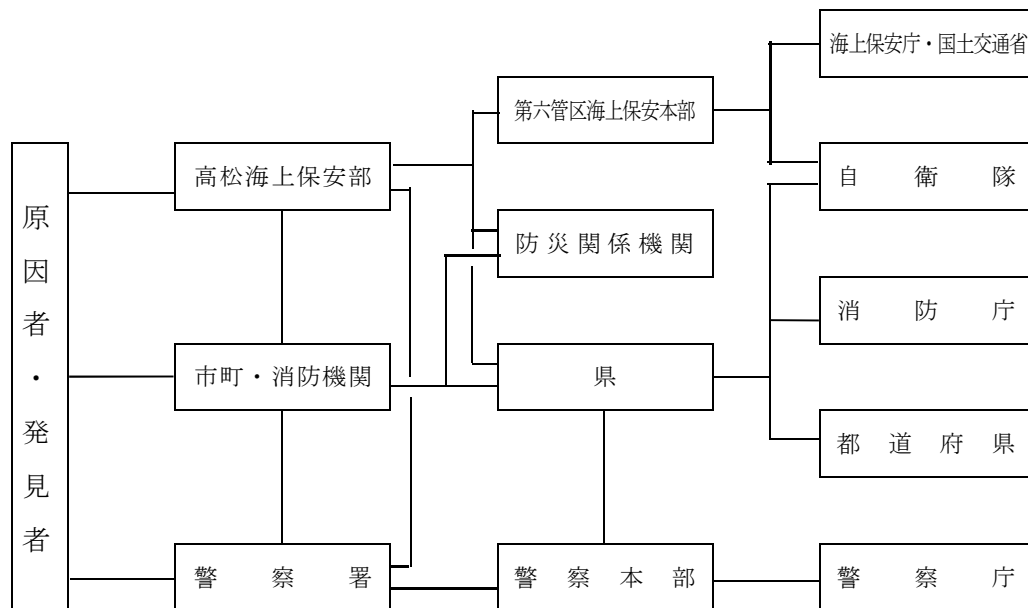 海上保安庁・国土交通省
第六管区海上保安本部
高松海上保安部
自衛隊
原因者・発見者
防災関係機関
消防庁
市町・消防機関
県
都道府県
警察署
警察本部
警察庁